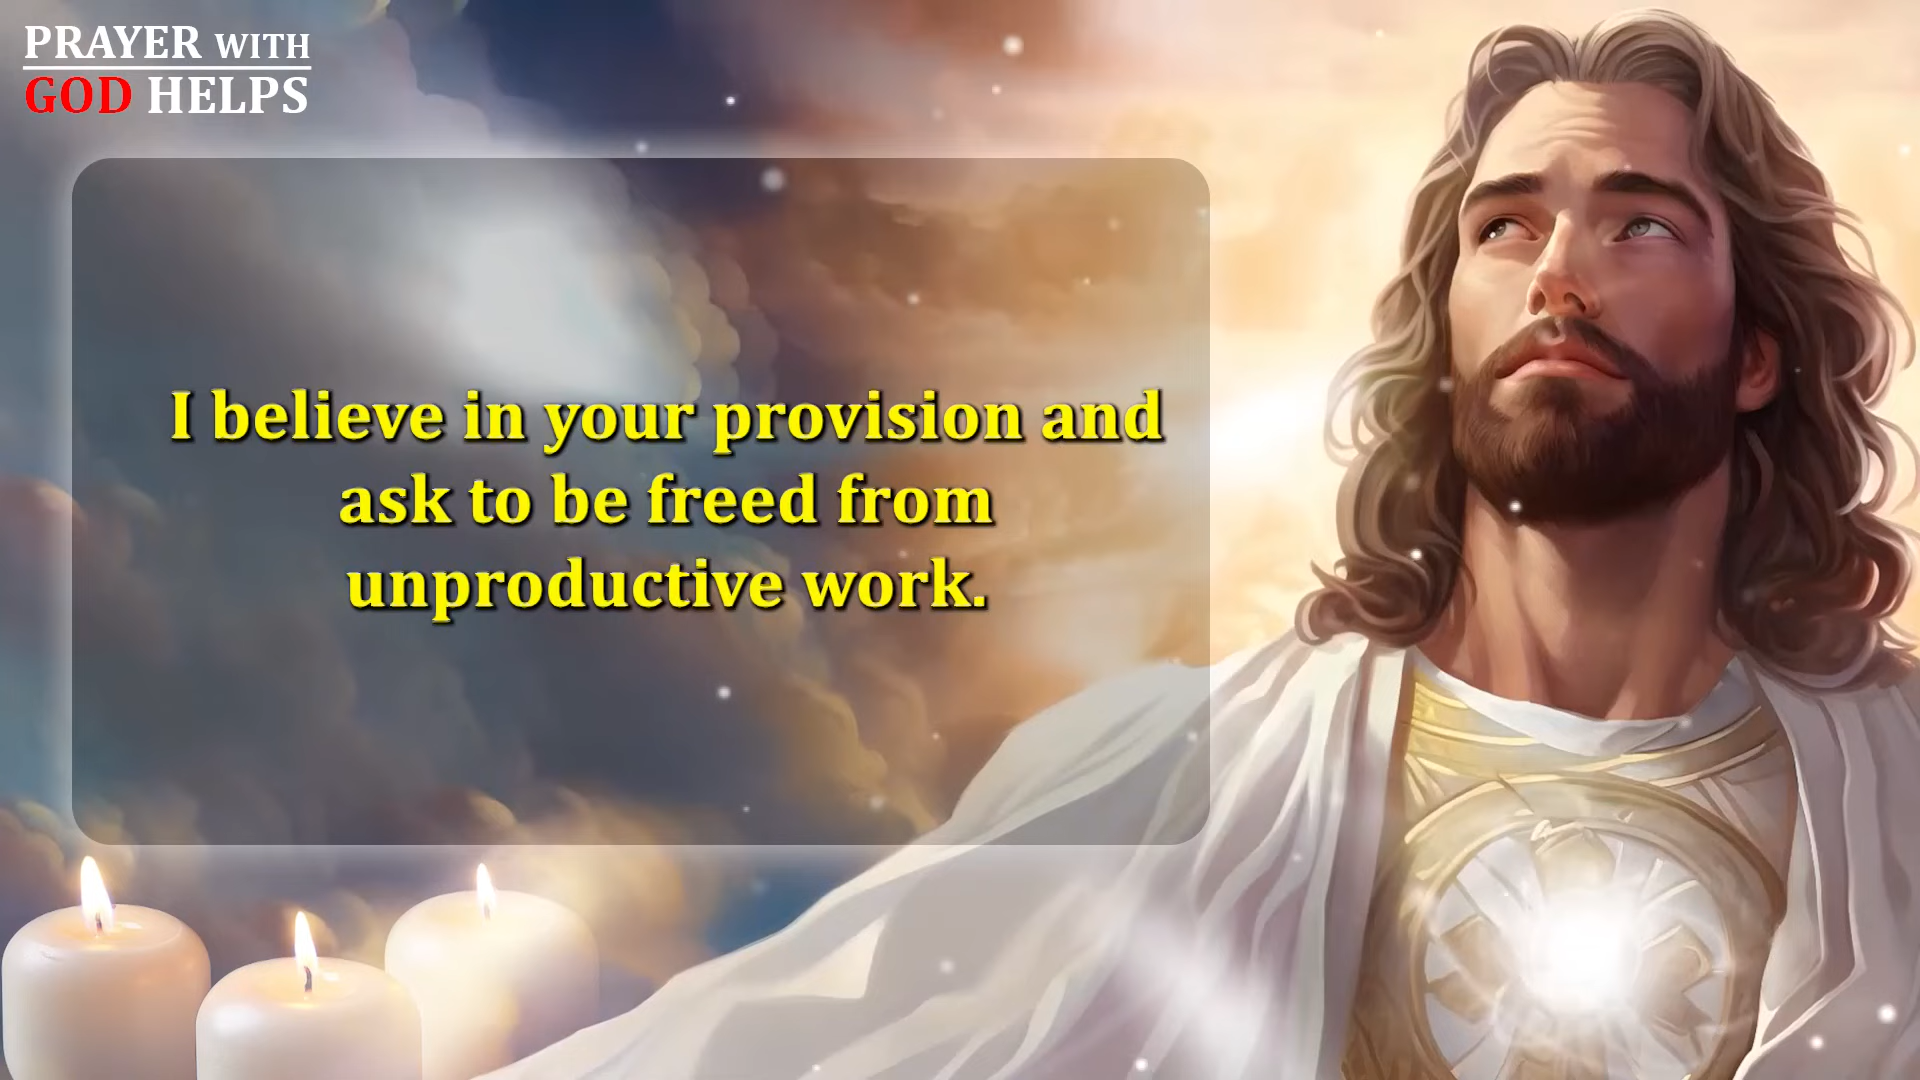 PRAYER WITH
GOD HELPS
I believe in your provision and
ask to be freed from
unproductive work.